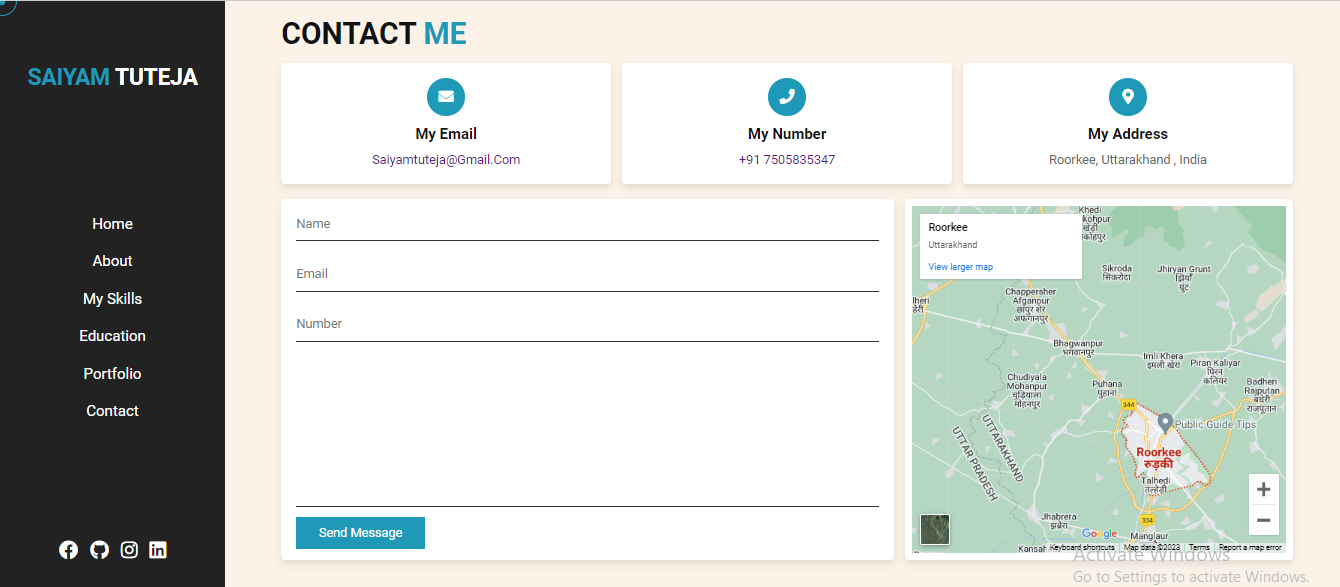 SAIYAM TUTEJA
Home
About
My Skills
Education
Portfolio
Contact
CONTACT ME
My Email
Saiyamtuteja@Gmail.Com
My Number
+91 7505835347
My Address
Roorkee, Uttarakhand , India
Name
Email
Number
Send Message
Roorkee
Uttarakhand
View larger map
Khedi
kohpur
खेड़ी
कोहपुर
Sikroda
सिकरोदा
Jhiryan Grunt
lheri
हेरी
Chappersher
Afganpur
छापुर शेर
अफगानपुर
Bhagwanpur
भगवानपुर
Imli Khera
इमली खेरा
Piran Kaliyar
पिरन
कलियर
Chudiyala
Mohanpur
चुड़ियाला
मोहनपुर
Puhana
पुहाना
Badheri
Rajputan
बधेरी
राजपूतान
344
Public Guide Tips
UTTARAKHAND
UTTAR PRADESH
Roorkee
रुड़की
Talhedi
तल्हेड़ी
Jhabrera
झबरेरा
334
Manglaur
Google
Kansah
Keyboard shortcuts
Map data ©2023
Terms
Report a map error
Activate Windows
Go to Settings to activate Windows.